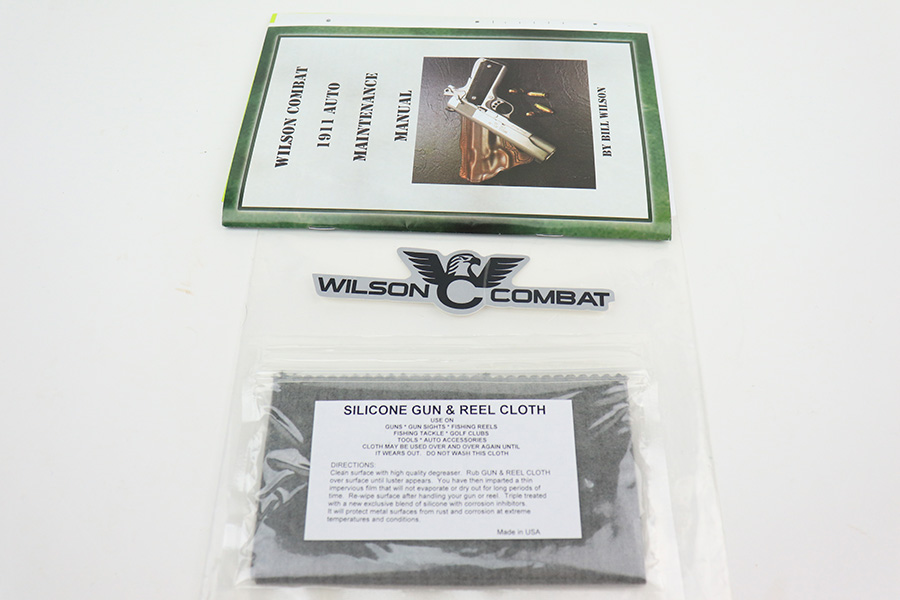 WILSON COMBAT
1911 AUTO
MAINTENANCE
MANUAL
BY BILL WILSON
WILSON COMBAT
SILICONE GUN & REEL CLOTH
USE ON
GUNS * GUN SIGHTS * FISHING REELS
FISHING TACKLE * GOLF CLUBS
TOOLS * AUTO ACCESSORIES
CLOTH MAY BE USED OVER AND OVER AGAIN UNTIL
IT WEARS OUT. DO NOT WASH THIS CLOTH
DIRECTIONS:
Clean surface with high quality degreaser. Rub GUN & REEL CLOTH
over surface until luster appears. You have then imparted a thin
impervious film that will not evaporate or dry out for long periods of
time. Re-wipe surface after handling your gun or reel. Triple treated
with a new exclusive blend of silicone with corrosion inhibitors
It will protect metal surfaces from rust and corrosion at extreme
temperatures and conditions.
Made in USA